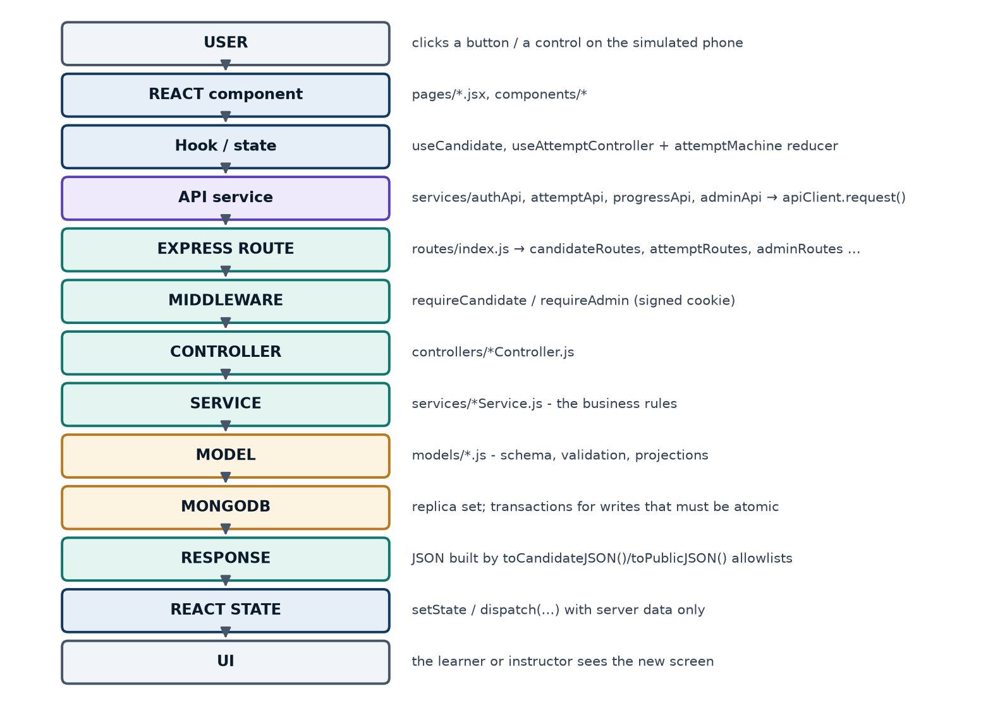 USER
clicks a button / a control on the simulated phone
REACT component
pages/*.jsx, components/*
Hook / state
useCandidate, useAttemptController + attemptMachine reducer
API service
services/authApi, attemptApi, progressApi, adminApi → apiClient.request()
EXPRESS ROUTE
routes/index.js → candidateRoutes, attemptRoutes, adminRoutes …
MIDDLEWARE
requireCandidate / requireAdmin (signed cookie)
CONTROLLER
controllers/*Controller.js
SERVICE
services/*Service.js - the business rules
MODEL
models/*.js - schema, validation, projections
MONGODB
replica set; transactions for writes that must be atomic
RESPONSE
JSON built by toCandidateJSON()/toPublicJSON() allowlists
REACT STATE
setState / dispatch(…) with server data only
UI
the learner or instructor sees the new screen